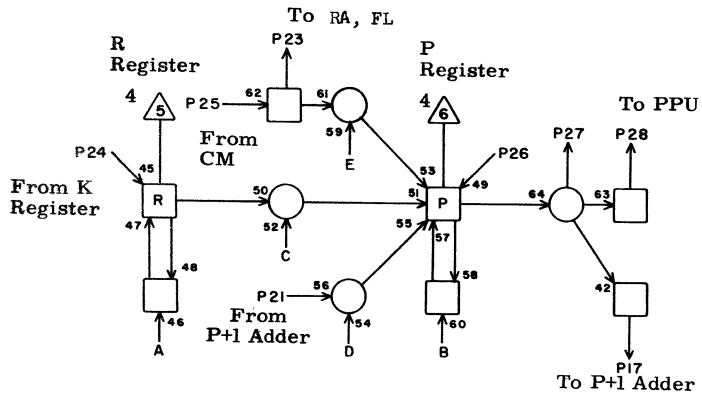 To RA, FL
P23
R
Register
P
Register
4
5
P25
62
61
4
6
To PPU
59
P27
P28
From
CM
E
P24
53
P26
45
From K
Register
R
50
51
49
P
64
63
47
52
55
57
48
C
56
58
42
P21
From
P+1 Adder
54
46
60
A
D
B
P17
To P+1 Adder